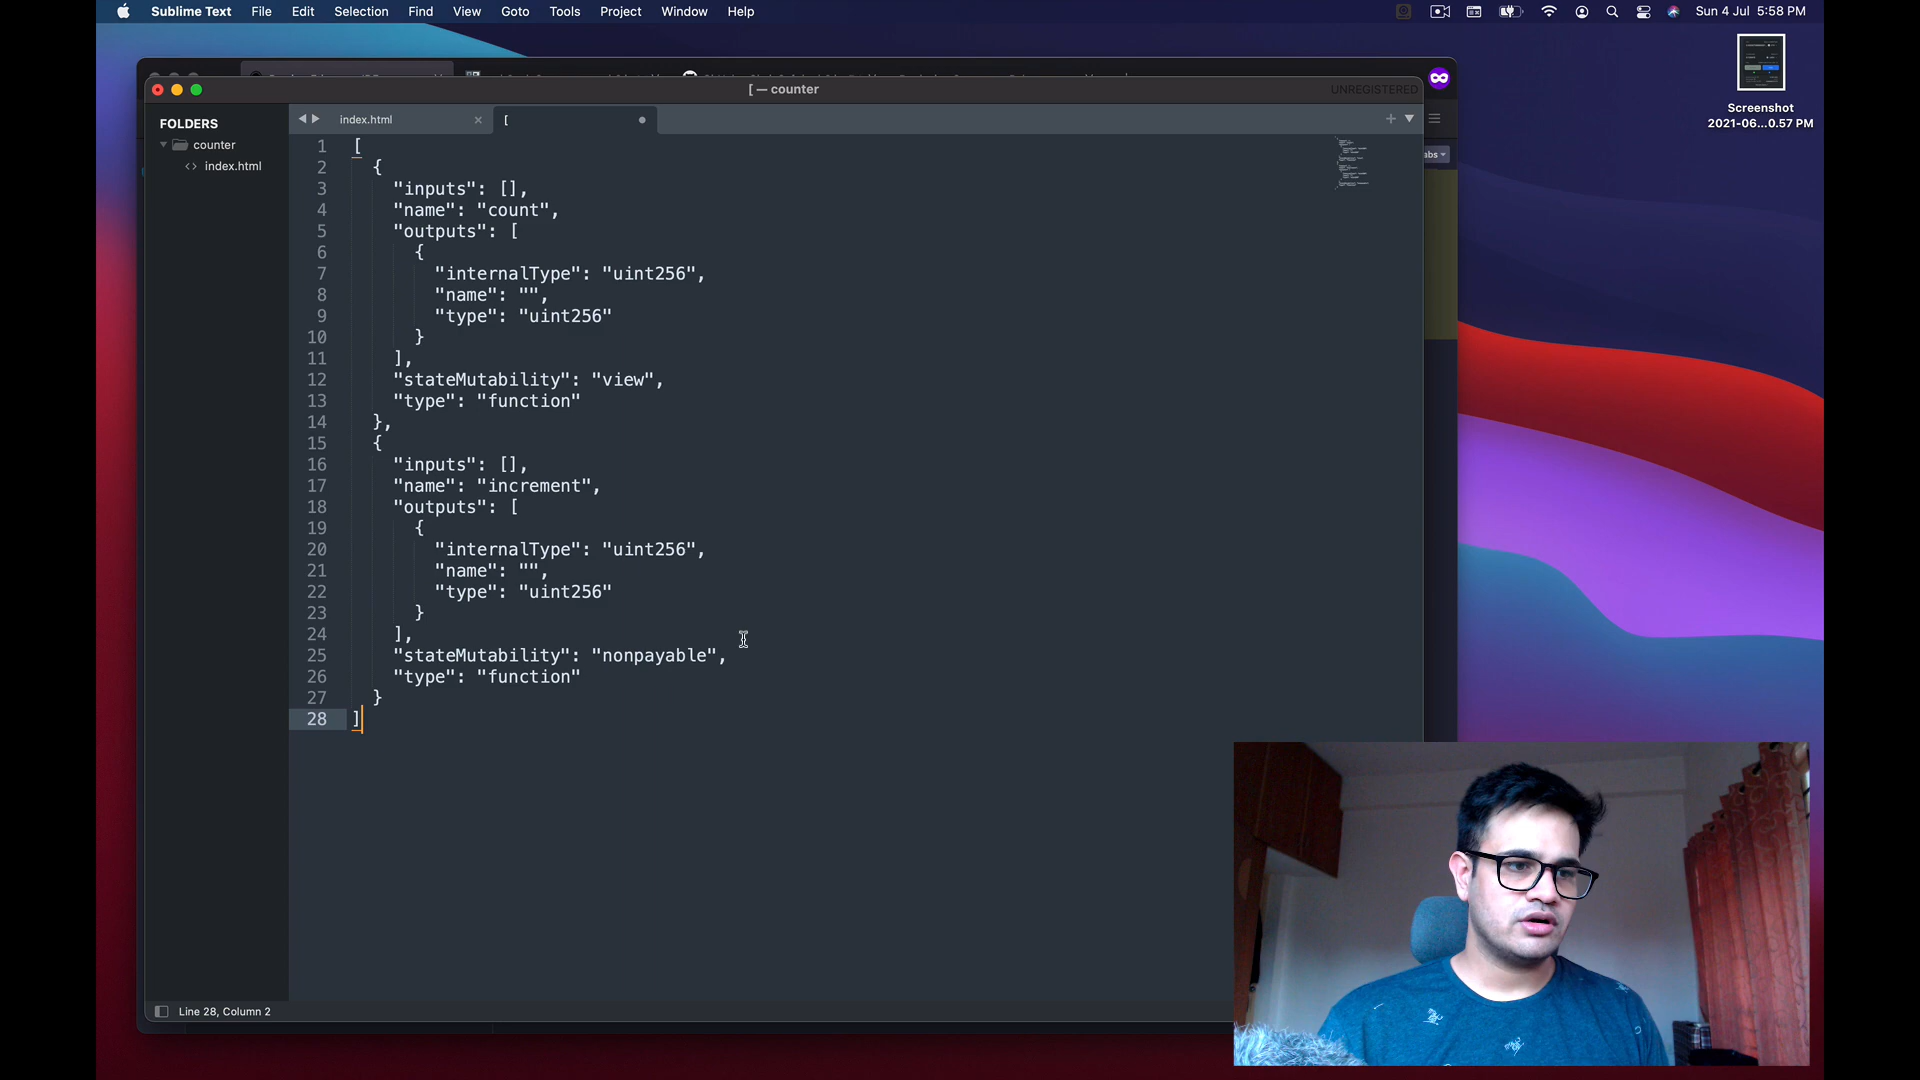 Sublime Text File Edit Selection Find View Goto Tools Project Window Help
Sun 4 Jul 5:58 PM
Screenshot
2021-06...0.57 PM
[ — counter
UNREGISTERED
FOLDERS
counter
index.html
index.html
[
abs
1 [
2 {
3 "inputs": [],
4 "name": "count",
5 "outputs": [
6 {
7 "internalType": "uint256",
8 "name": "",
9 "type": "uint256"
10 }
11 ],
12 "stateMutability": "view",
13 "type": "function"
14 },
15 {
16 "inputs": [],
17 "name": "increment",
18 "outputs": [
19 {
20 "internalType": "uint256",
21 "name": "",
22 "type": "uint256"
23 }
24 ],
25 "stateMutability": "nonpayable",
26 "type": "function"
27 }
28 ]
Line 28, Column 2